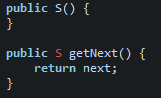 public S() {
}
public S getNext() {
    return next;
}